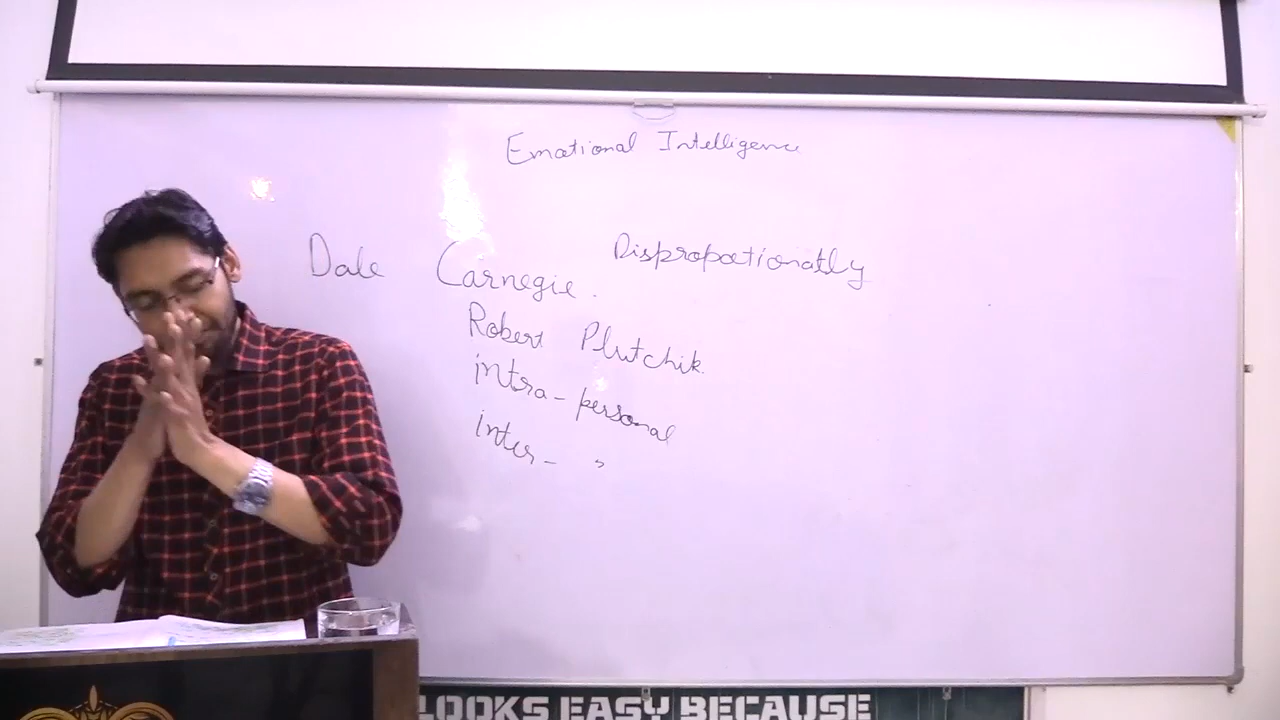 Emotional Intelligence
Dale Carnegie.
Disproportionatly
Robert Plutchik.
intra-personal
inter- "
LOOKS EASY BECAUSE